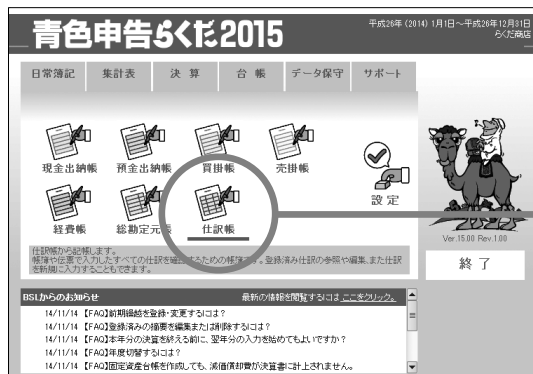 青色申告らくだ2015
平成26年 (2014) 1月1日～平成26年12月31日
らくだ商店
日常簿記 集計表 決 算 台 帳 データ保守 サポート
現金出納帳 預金出納帳 買掛帳 売掛帳
設 定
経費帳 総勘定元帳 仕訳帳
Ver.15.00 Rev.1.00
終 了
仕訳帳から記帳します。
帳簿や伝票で入力したすべての仕訳を確認するための帳簿です。登録済み仕訳の参照や編集、また仕訳
を新規に入力することもできます。
BSLからのお知らせ 最新の情報を閲覧するには ここをクリック。
14/11/14 【FAQ】前期繰越を登録・変更するには？
14/11/14 【FAQ】登録済みの摘要を編集または削除するには？
14/11/14 【FAQ】本年分の決算を終える前に、翌年分の入力を始めてもよいですか？
14/11/14 【FAQ】年度切替するには？
14/11/14 【FAQ】固定資産台帳を作成しても、減価償却費が決算書に計上されません。